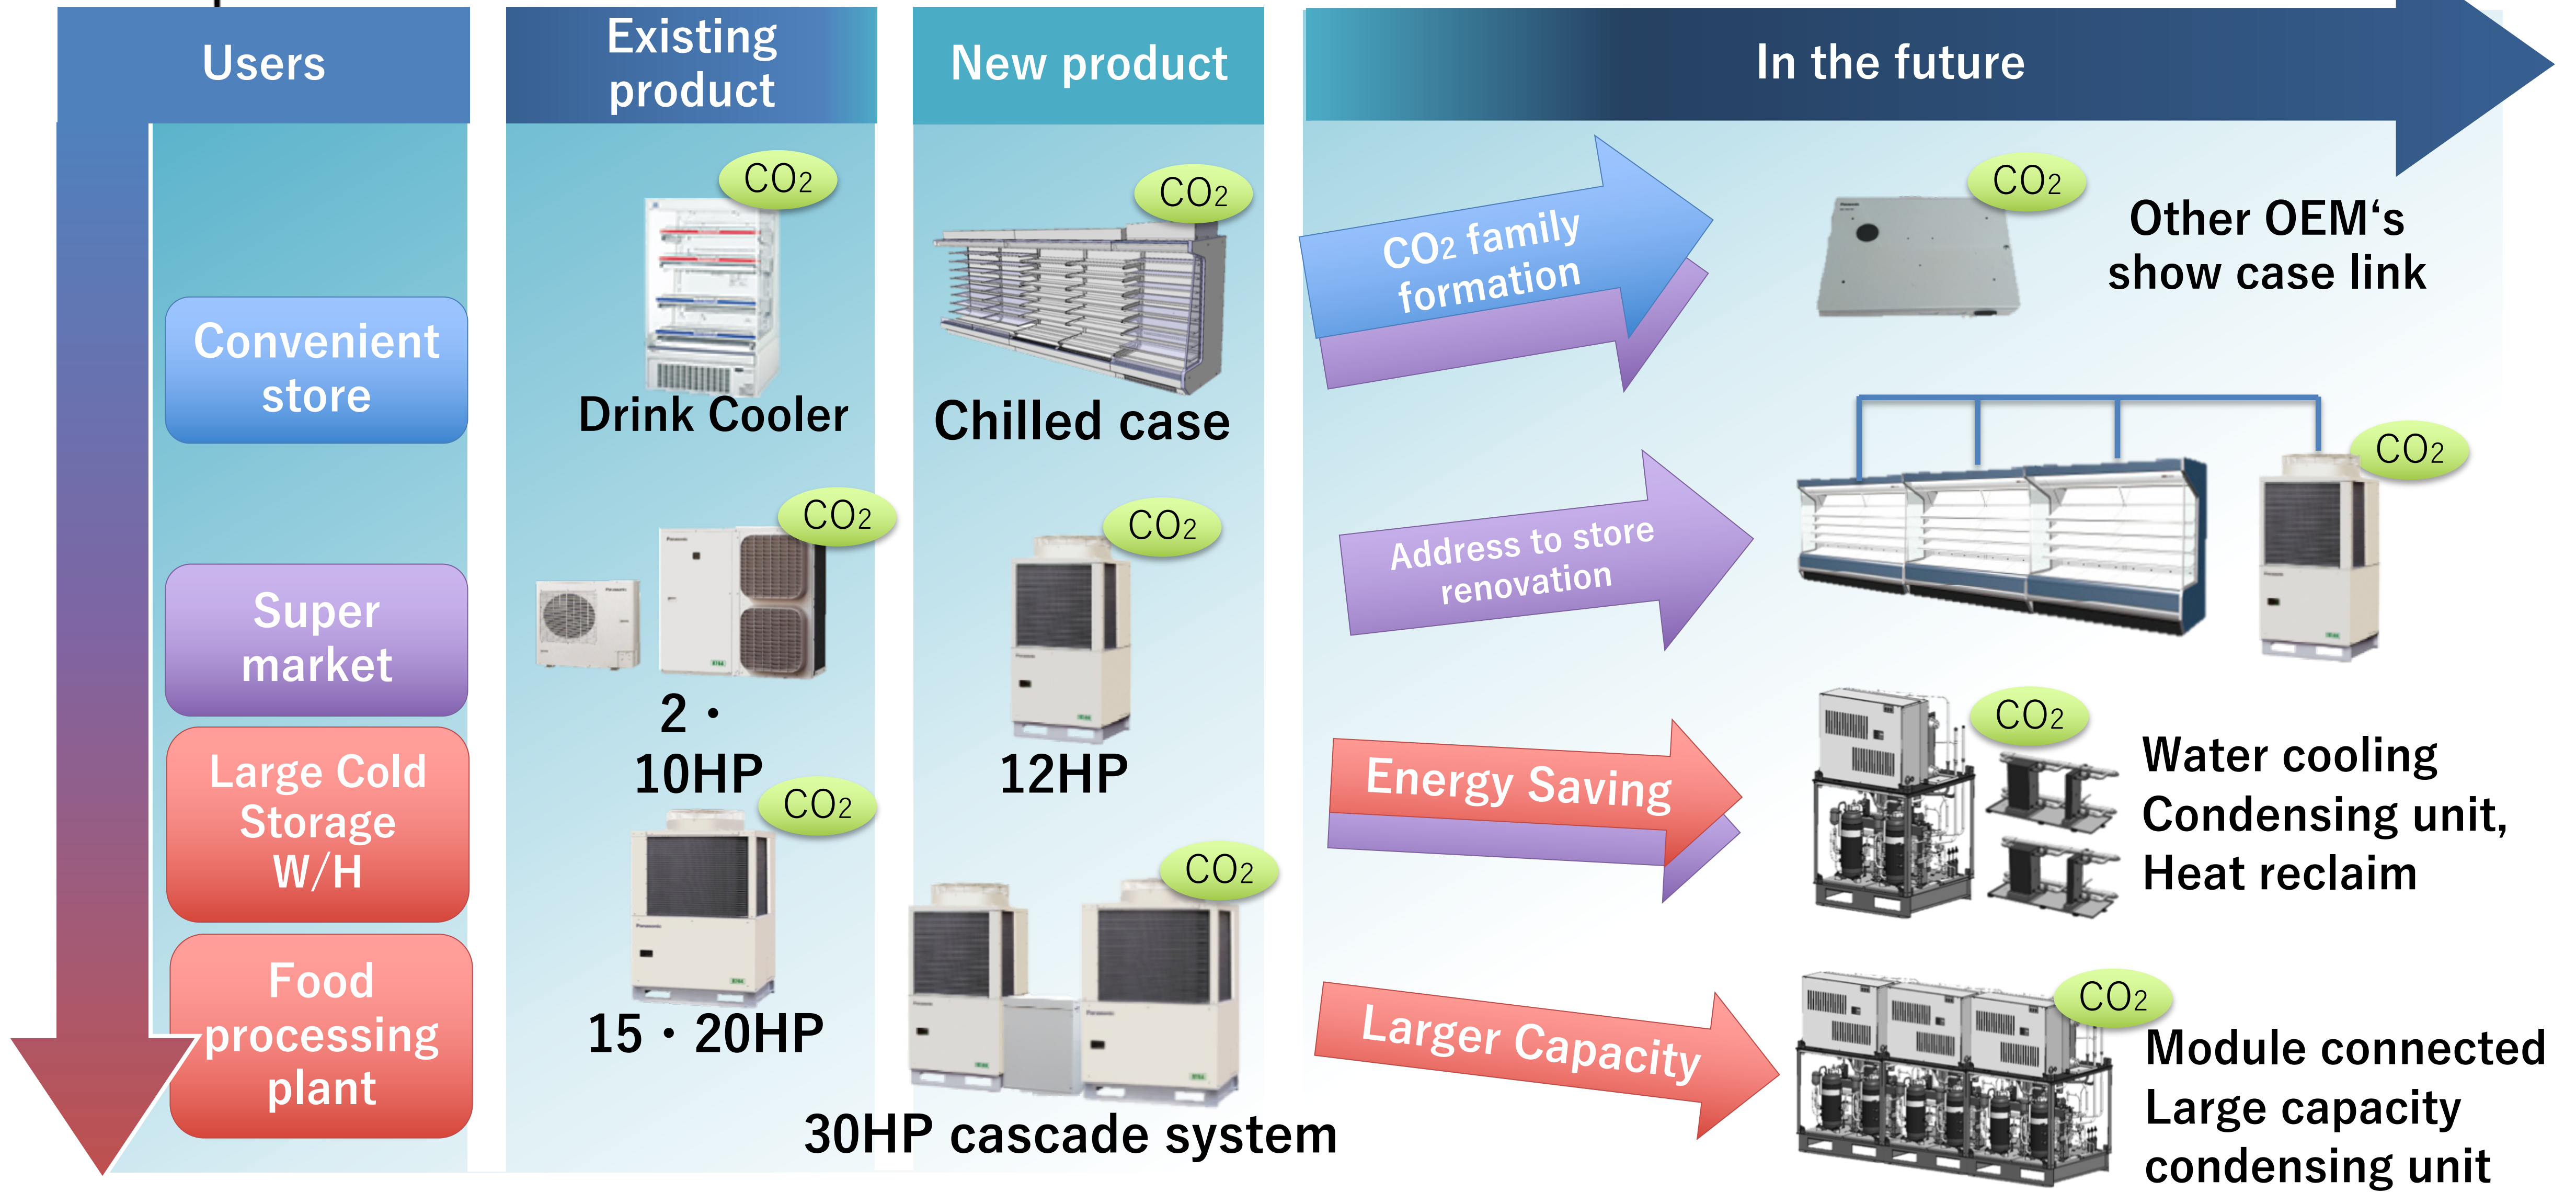 Users
Existing
product
New product
In the future
Convenient
store
Super
market
Large Cold
Storage
W/H
Food
processing
plant
CO2
Drink Cooler
CO2
2・
10HP
CO2
15・20HP
CO2
Chilled case
CO2
12HP
CO2
30HP cascade system
CO2 family
formation
Address to store
renovation
Energy Saving
Larger Capacity
CO2
Other OEM‘s
show case link
CO2
CO2
Water cooling
Condensing unit,
Heat reclaim
CO2
Module connected
Large capacity
condensing unit